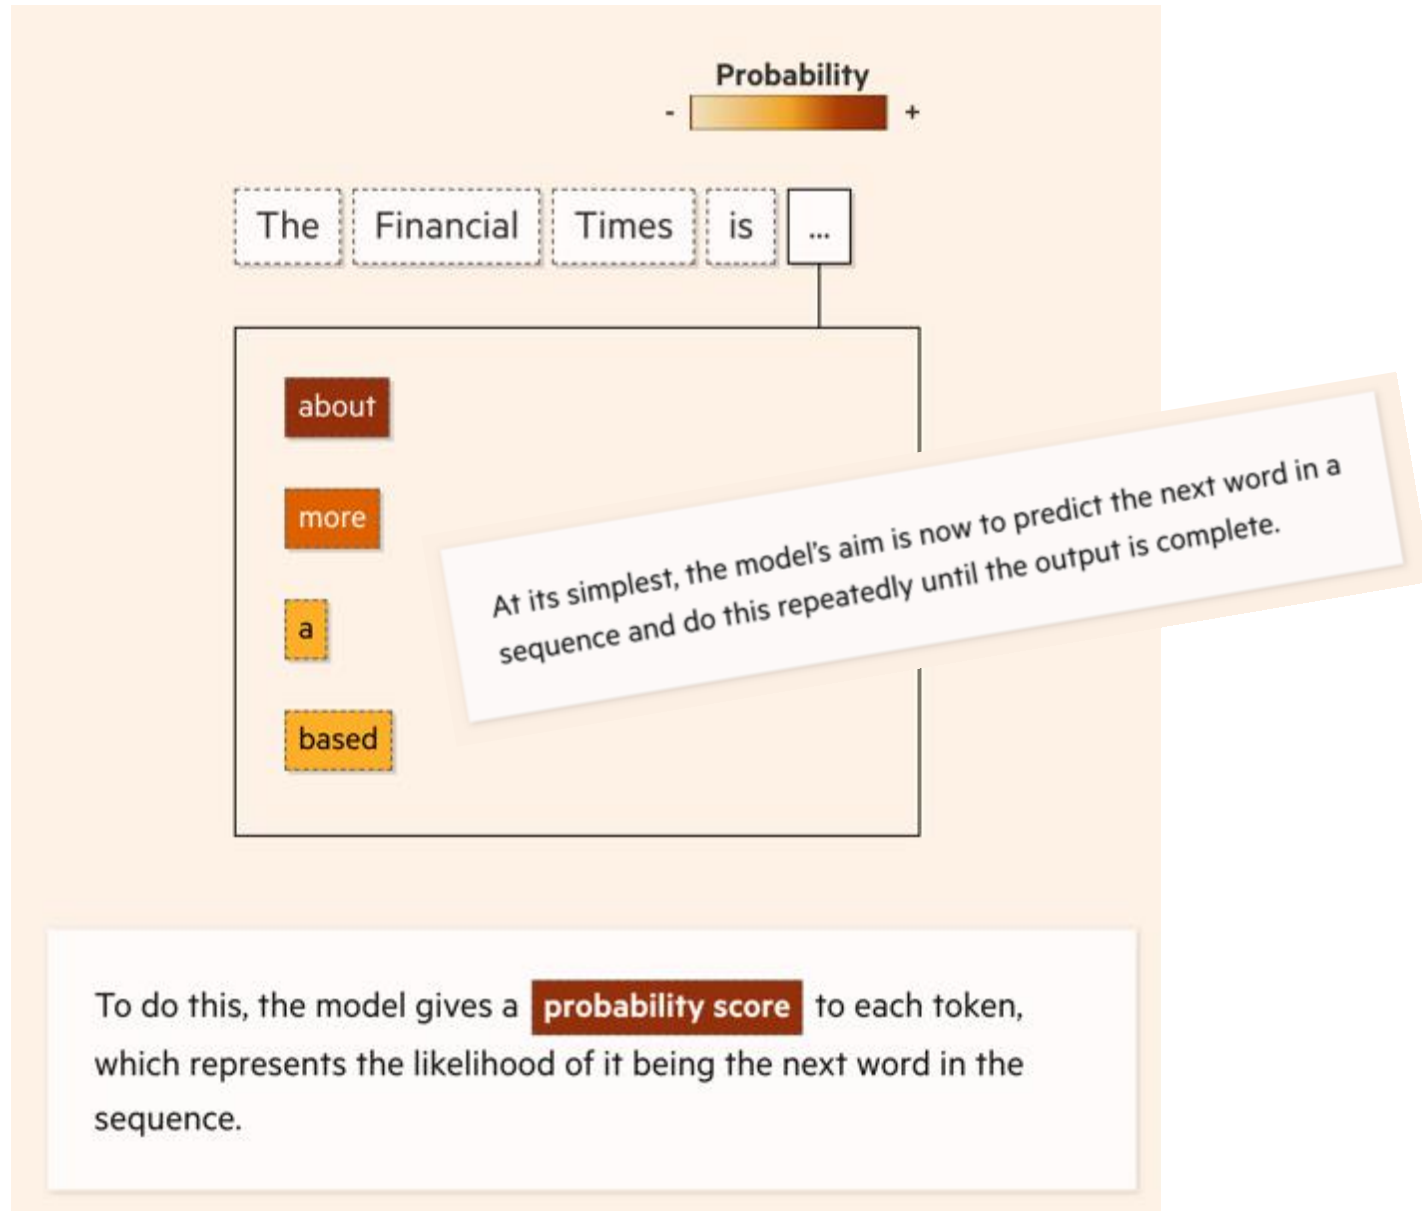 Probability
- +
The Financial Times is ...
about
more
a
based
At its simplest, the model's aim is now to predict the next word in a
sequence and do this repeatedly until the output is complete.
To do this, the model gives a probability score to each token,
which represents the likelihood of it being the next word in the
sequence.